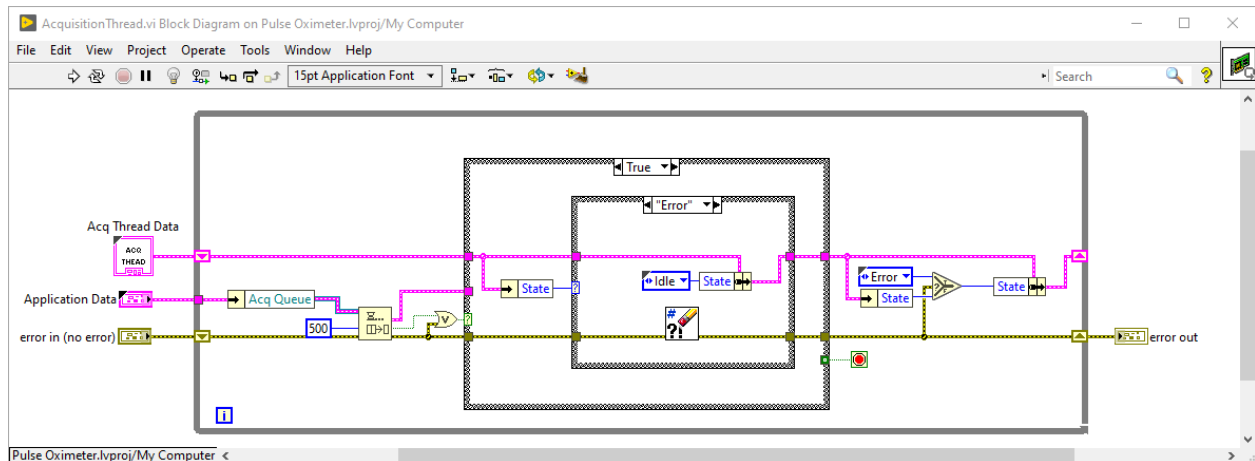 AcquisitionThread.vi Block Diagram on Pulse Oximeter.lvproj/My Computer
File Edit View Project Operate Tools Window Help
15pt Application Font
Search
True
"Error"
Acq Thread Data
ACQ
THEAD
Idle
State
Error
State
State
State
Application Data
Acq Queue
500
error in (no error)
error out
i
Pulse Oximeter.lvproj/My Computer